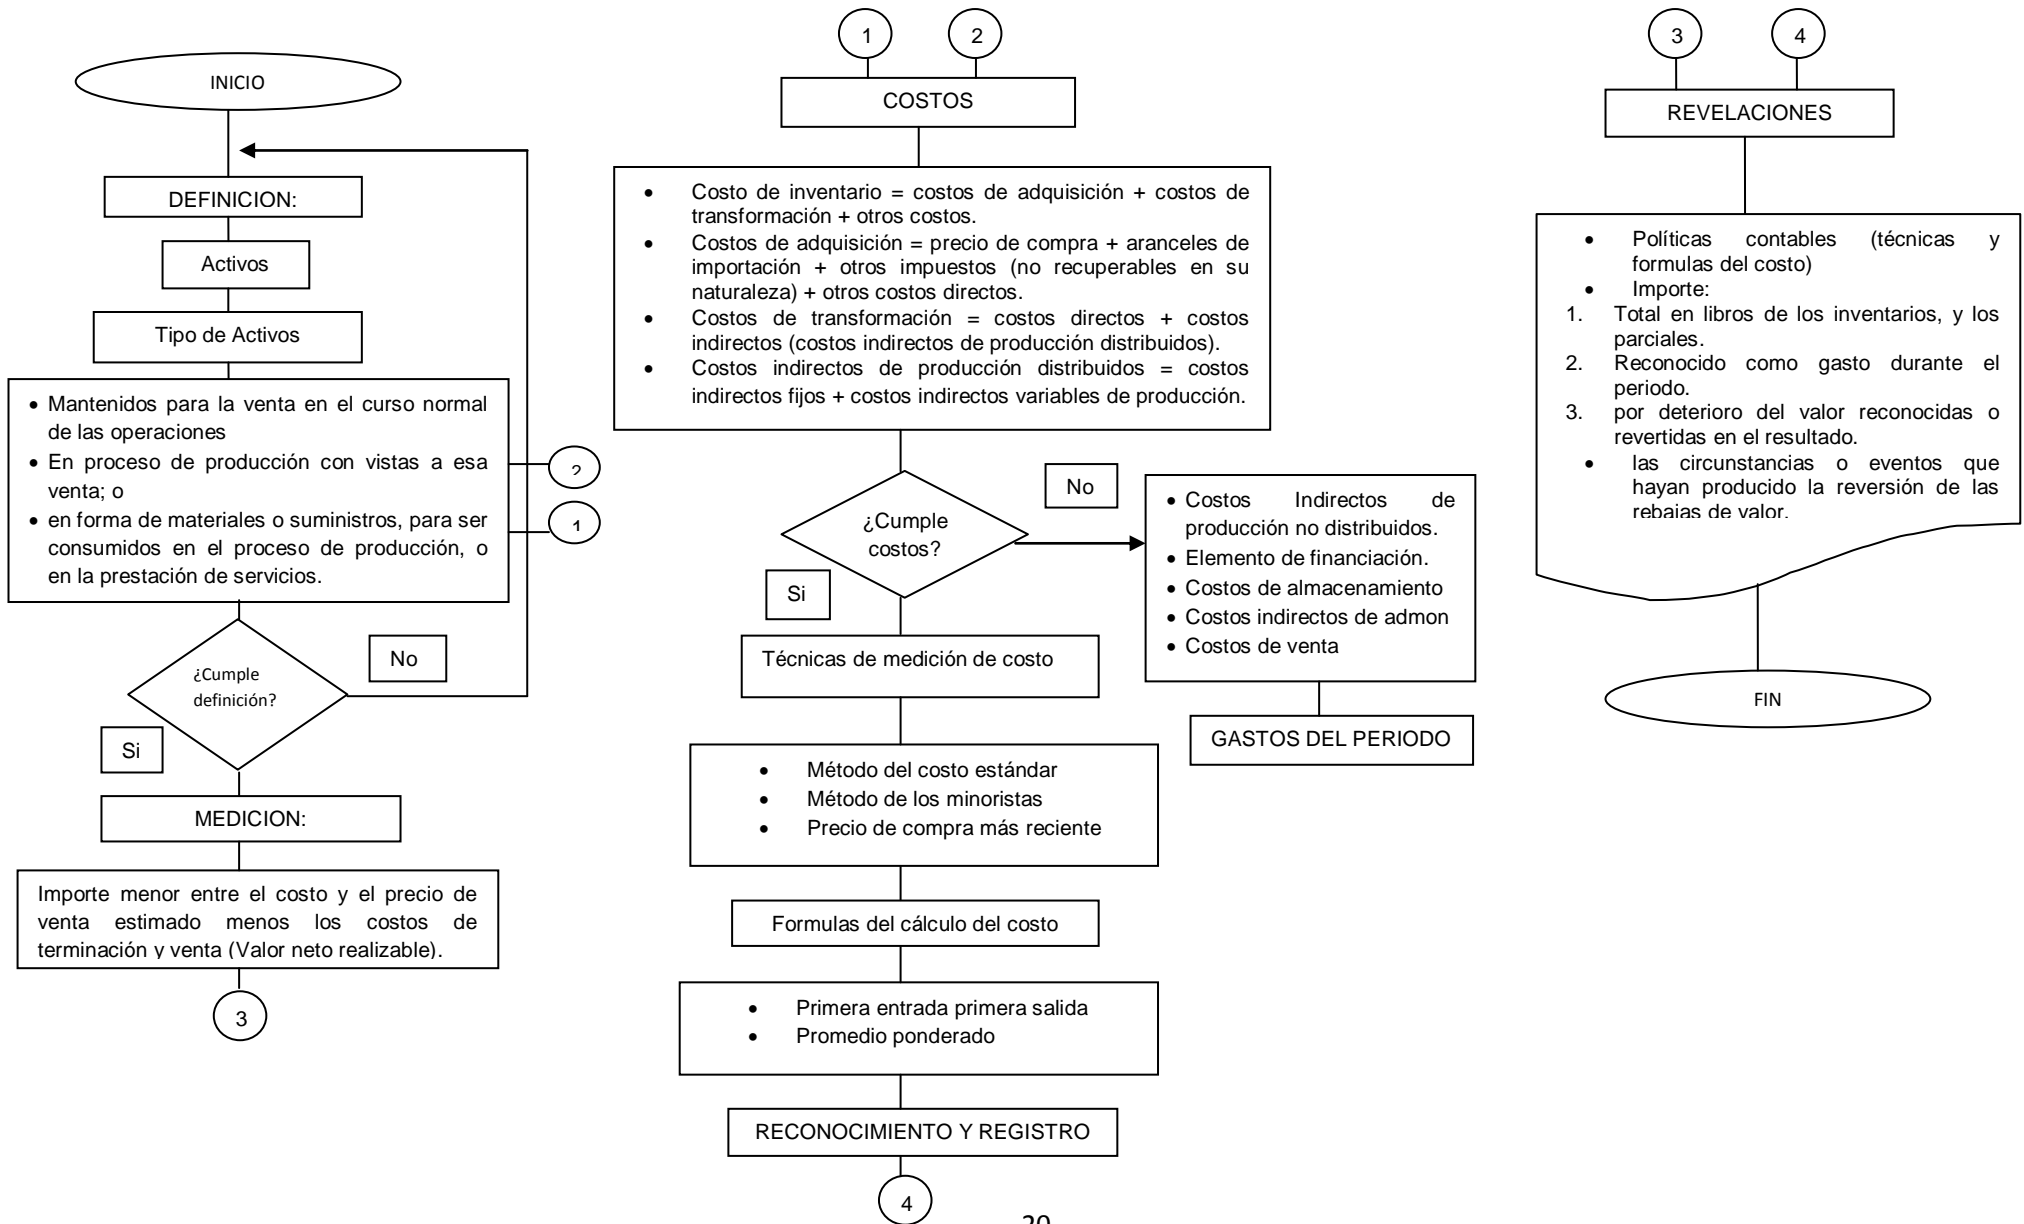 INICIO
DEFINICION:
Activos
Tipo de Activos
• Mantenidos para la venta en el curso normal
de las operaciones
• En proceso de producción con vistas a esa
venta; o
• en forma de materiales o suministros, para ser
consumidos en el proceso de producción, o
en la prestación de servicios.
2
1
¿Cumple
definición?
No
Si
MEDICION:
Importe menor entre el costo y el precio de
venta estimado menos los costos de
terminación y venta (Valor neto realizable).
3
1
2
COSTOS
• Costo de inventario = costos de adquisición + costos de
transformación + otros costos.
• Costos de adquisición = precio de compra + aranceles de
importación + otros impuestos (no recuperables en su
naturaleza) + otros costos directos.
• Costos de transformación = costos directos + costos
indirectos (costos indirectos de producción distribuidos).
• Costos indirectos de producción distribuidos = costos
indirectos fijos + costos indirectos variables de producción.
¿Cumple
costos?
No
Si
• Costos Indirectos de
producción no distribuidos.
• Elemento de financiación.
• Costos de almacenamiento
• Costos indirectos de admon
• Costos de venta
GASTOS DEL PERIODO
Técnicas de medición de costo
• Método del costo estándar
• Método de los minoristas
• Precio de compra más reciente
Formulas del cálculo del costo
• Primera entrada primera salida
• Promedio ponderado
RECONOCIMIENTO Y REGISTRO
4
3
4
REVELACIONES
• Políticas contables (técnicas y
formulas del costo)
• Importe:
1. Total en libros de los inventarios, y los
parciales.
2. Reconocido como gasto durante el
periodo.
3. por deterioro del valor reconocidas o
revertidas en el resultado.
• las circunstancias o eventos que
hayan producido la reversión de las
rebajas de valor.
FIN
20